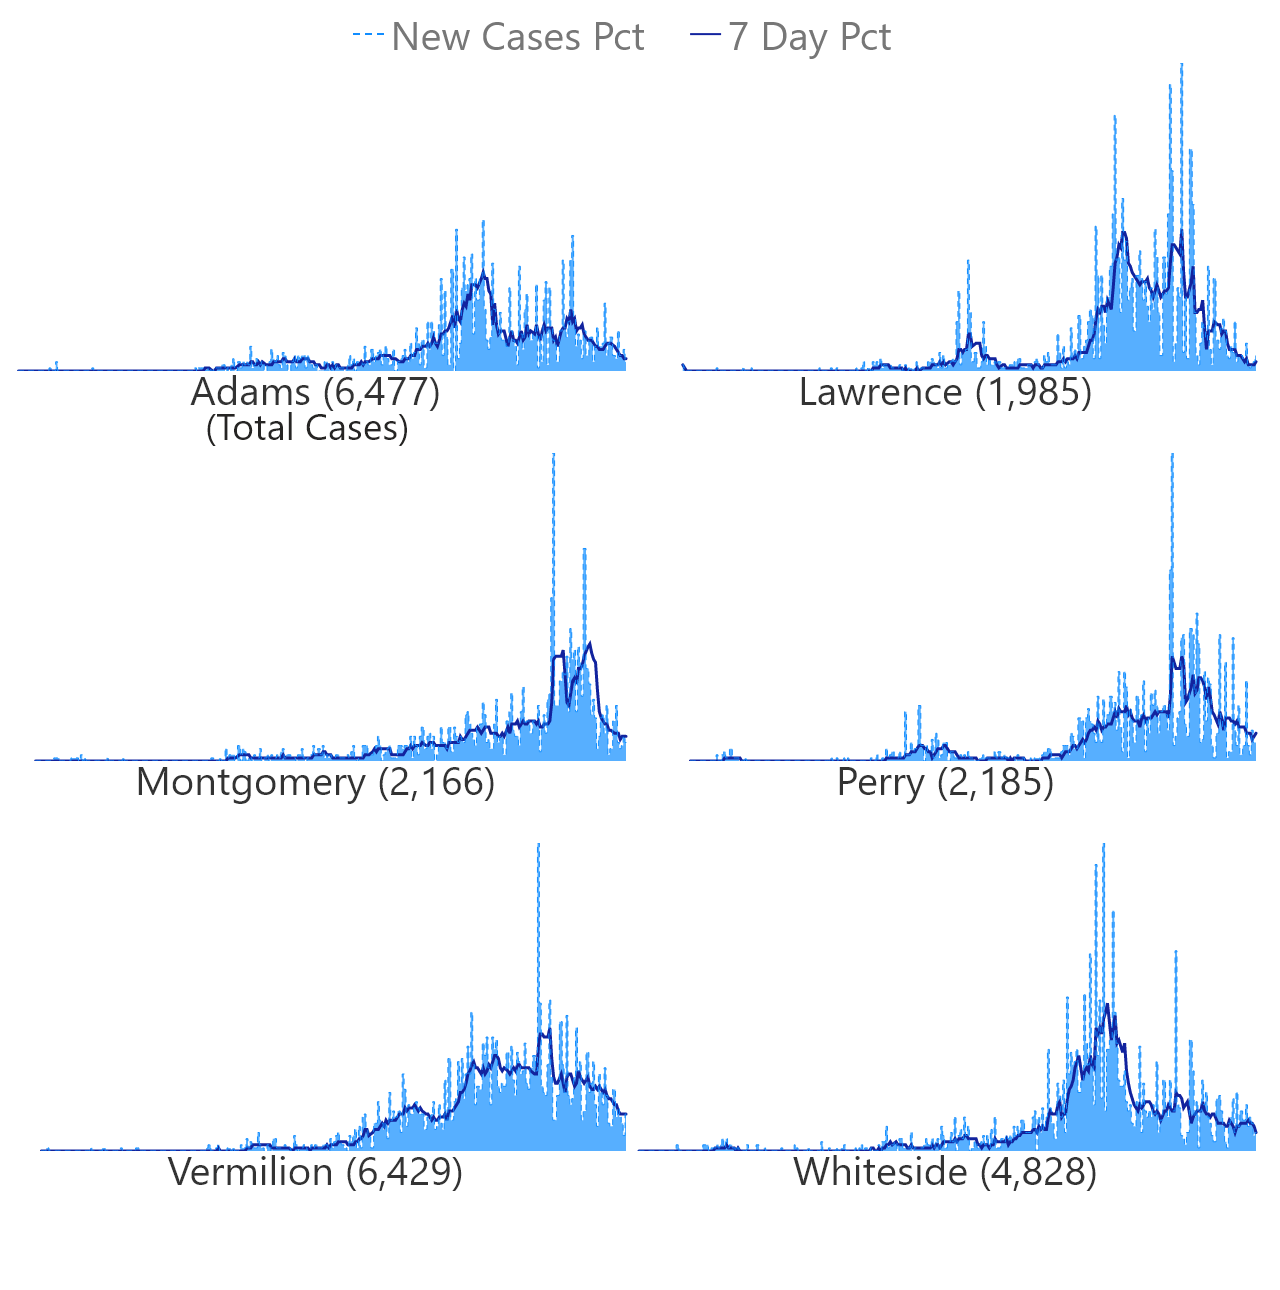 New Cases Pct 7 Day Pct
Adams (6,477) Lawrence (1,985)
(Total Cases)
Montgomery (2,166) Perry (2,185)
Vermilion (6,429) Whiteside (4,828)